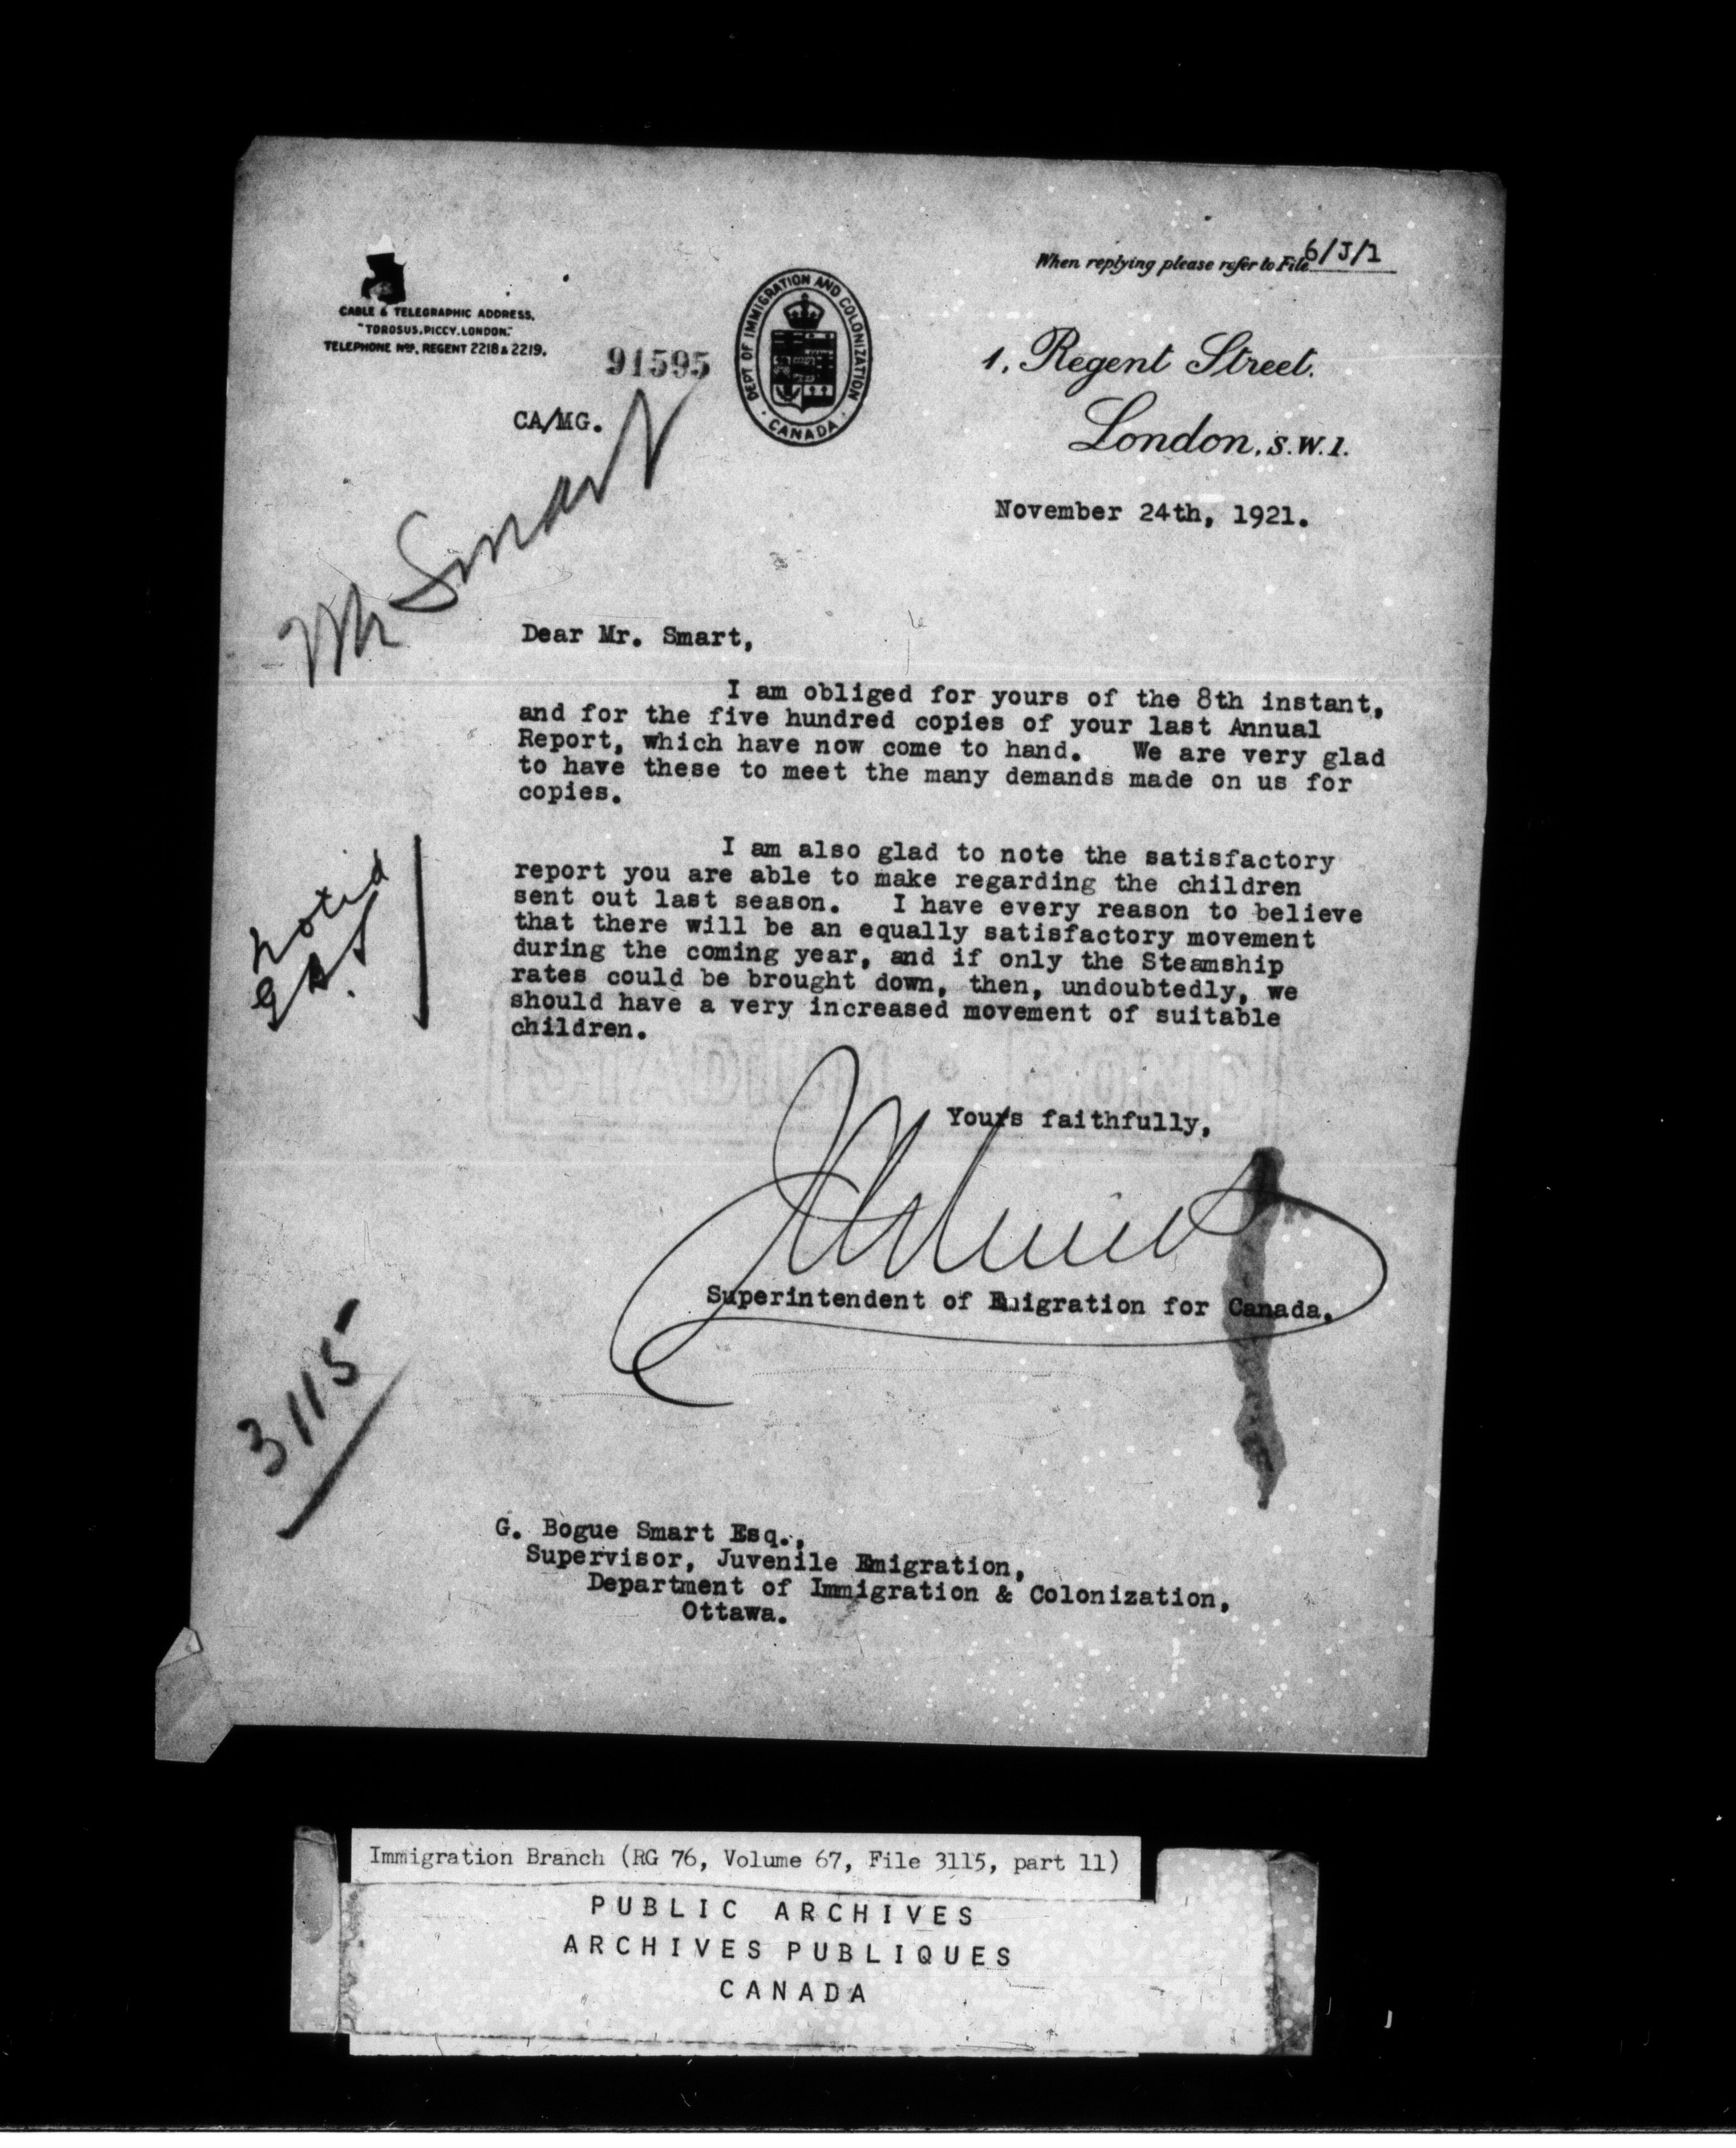 When replying please refer to File 6/J/1
CABLE & TELEGRAPHIC ADDRESS,
"TOROSUS, PICCY, LONDON."
TELEPHONE Nos. REGENT 2218 & 2219.
91595
DEPT OF IMMIGRATION AND COLONIZATION
· CANADA ·
1, Regent Street.
London, S.W.1.
CA/MG.
November 24th, 1921.
Mr Smart
Dear Mr. Smart,
I am obliged for yours of the 8th instant,
and for the five hundred copies of your last Annual
Report, which have now come to hand. We are very glad
to have these to meet the many demands made on us for
copies.
I am also glad to note the satisfactory
report you are able to make regarding the children
sent out last season. I have every reason to believe
that there will be an equally satisfactory movement
during the coming year, and if only the Steamship
rates could be brought down, then, undoubtedly, we
should have a very increased movement of suitable
children.
Noted
STADIUM · BOND
Yours faithfully,
Superintendent of Emigration for Canada.
3115
G. Bogue Smart Esq.,
Supervisor, Juvenile Emigration,
Department of Immigration & Colonization,
Ottawa.
Immigration Branch (RG 76, Volume 67, File 3115, part 11)
PUBLIC ARCHIVES
ARCHIVES PUBLIQUES
CANADA